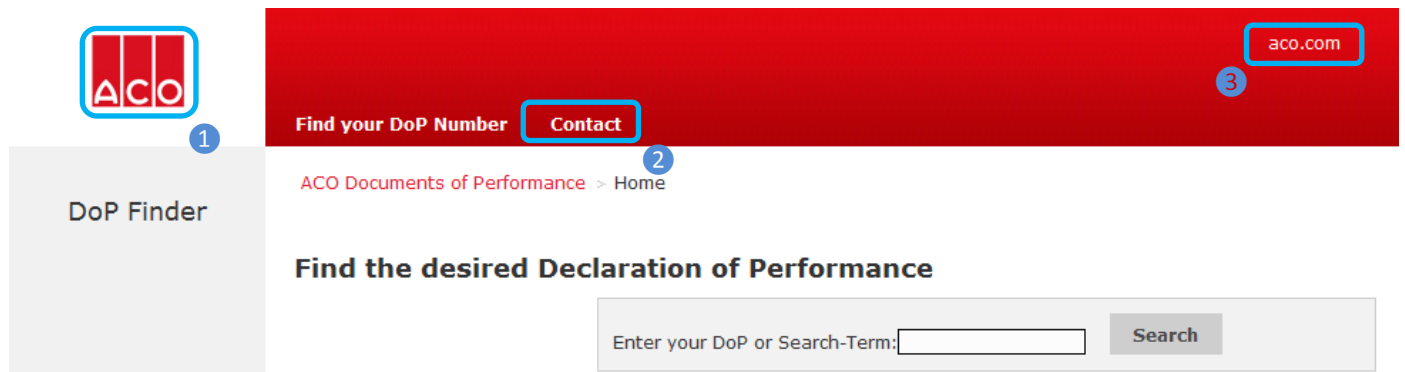 ACO
1
aco.com
3
Find your DoP Number Contact
2
ACO Documents of Performance > Home
DoP Finder
Find the desired Declaration of Performance
Enter your DoP or Search-Term: Search